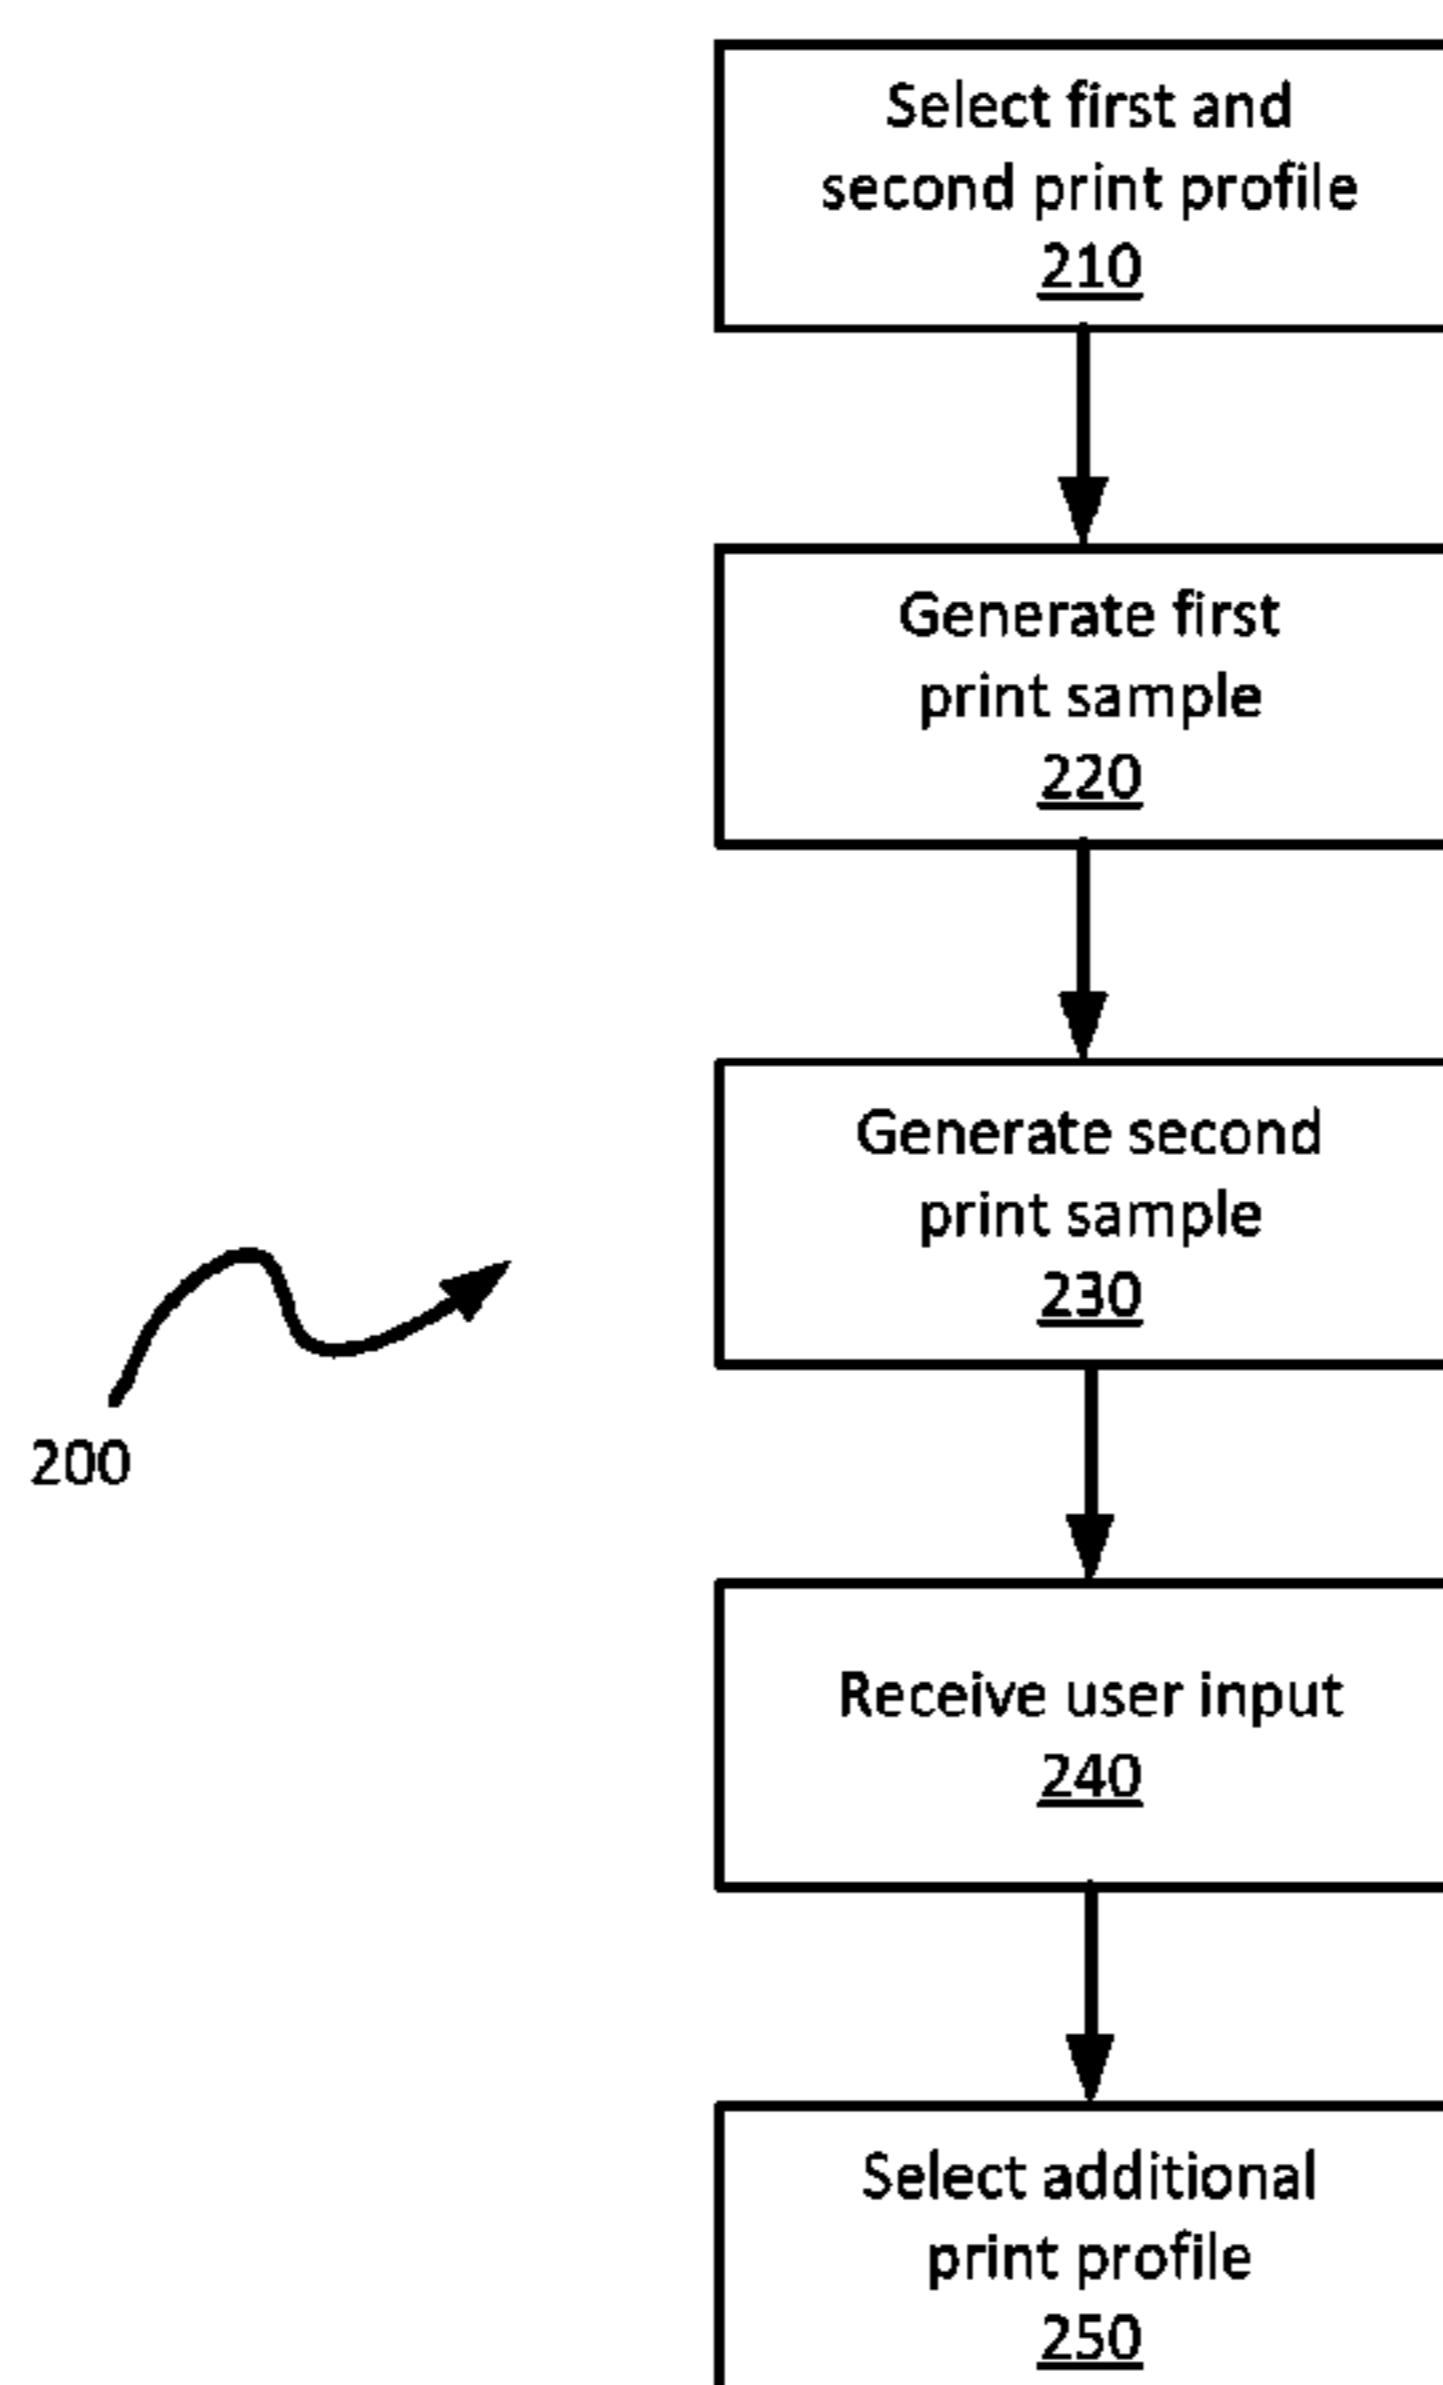 Select first and
second print profile
210
Generate first
print sample
220
Generate second
print sample
230
200
Receive user input
240
Select additional
print profile
250